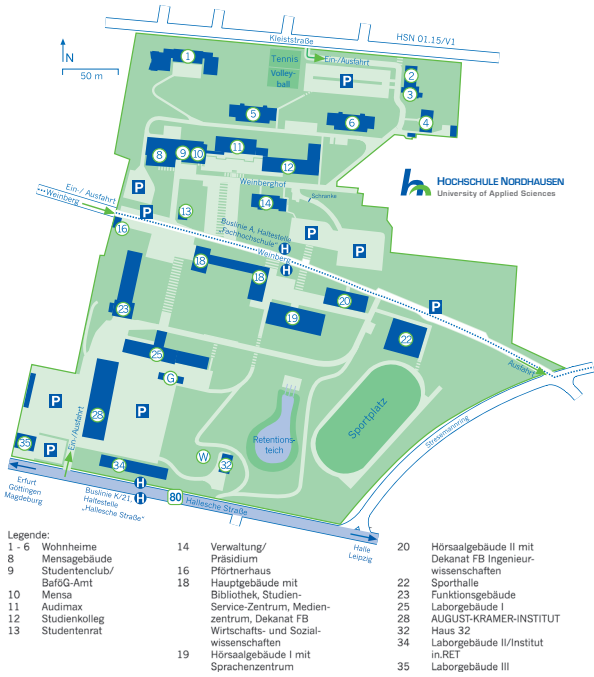 Kleiststraße
HSN 01.15/V1
N
50 m
Tennis
Volley-
ball
Ein-/Ausfahrt
P
1
2
3
4
5
6
8
9
10
11
12
Weinberghof
HOCHSCHULE NORDHAUSEN
University of Applied Sciences
P
Ein-/ Ausfahrt
Weinberg
P
13
14
Schranke
16
Buslinie A, Haltestelle
„Fachhochschule“
Weinberg
H
H
P
P
18
18
19
20
P
22
23
25
G
Ausfahrt
P
28
P
Ein-/Ausfahrt
Sportplatz
Stresemannring
Retentions-
teich
35
P
34
W
32
H
H
80
Hallesche Straße
Buslinie K/21,
Haltestelle
„Hallesche Straße“
Erfurt
Göttingen
Magdeburg
Halle
Leipzig
Legende:
1 - 6 Wohnheime
8 Mensagebäude
9 Studentenclub/
BaföG-Amt
10 Mensa
11 Audimax
12 Studienkolleg
13 Studentenrat
14 Verwaltung/
Präsidium
16 Pförtnerhaus
18 Hauptgebäude mit
Bibliothek, Studien-
Service-Zentrum, Medien-
zentrum, Dekanat FB
Wirtschafts- und Sozial-
wissenschaften
19 Hörsaalgebäude I mit
Sprachenzentrum
20 Hörsaalgebäude II mit
Dekanat FB Ingenieur-
wissenschaften
22 Sporthalle
23 Funktionsgebäude
25 Laborgebäude I
28 AUGUST-KRAMER-INSTITUT
32 Haus 32
34 Laborgebäude II/Institut
in.RET
35 Laborgebäude III